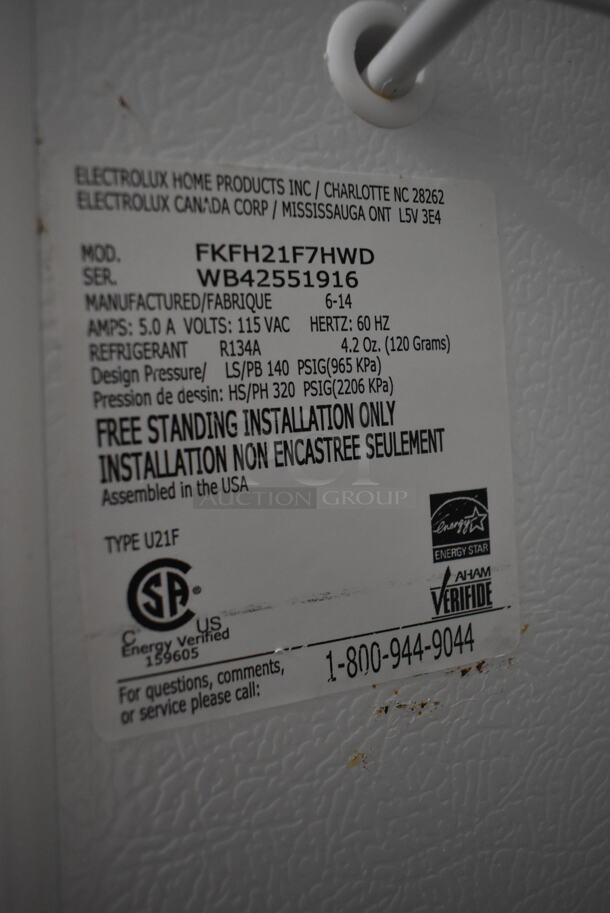 ELECTROLUX HOME PRODUCTS INC / CHARLOTTE NC 28262
ELECTROLUX CANADA CORP / MISSISSAUGA ONT L5V 3E4
MOD. FKFH21F7HWD
SER. WB42551916
MANUFACTURED/FABRIQUE 6-14
AMPS: 5.0 A VOLTS: 115 VAC HERTZ: 60 HZ
REFRIGERANT R134A 4.2 Oz. (120 Grams)
Design Pressure/ LS/PB 140 PSIG(965 KPa)
Pression de dessin: HS/PH 320 PSIG(2206 KPa)
FREE STANDING INSTALLATION ONLY
INSTALLATION NON ENCASTREE SEULEMENT
Assembled in the USA
AUCTION GROUP
TYPE U21F
energy
ENERGY STAR
SA ®
C US
AHAM
VERIFIDE
Energy Verified
159605
For questions, comments,
or service please call: 1-800-944-9044